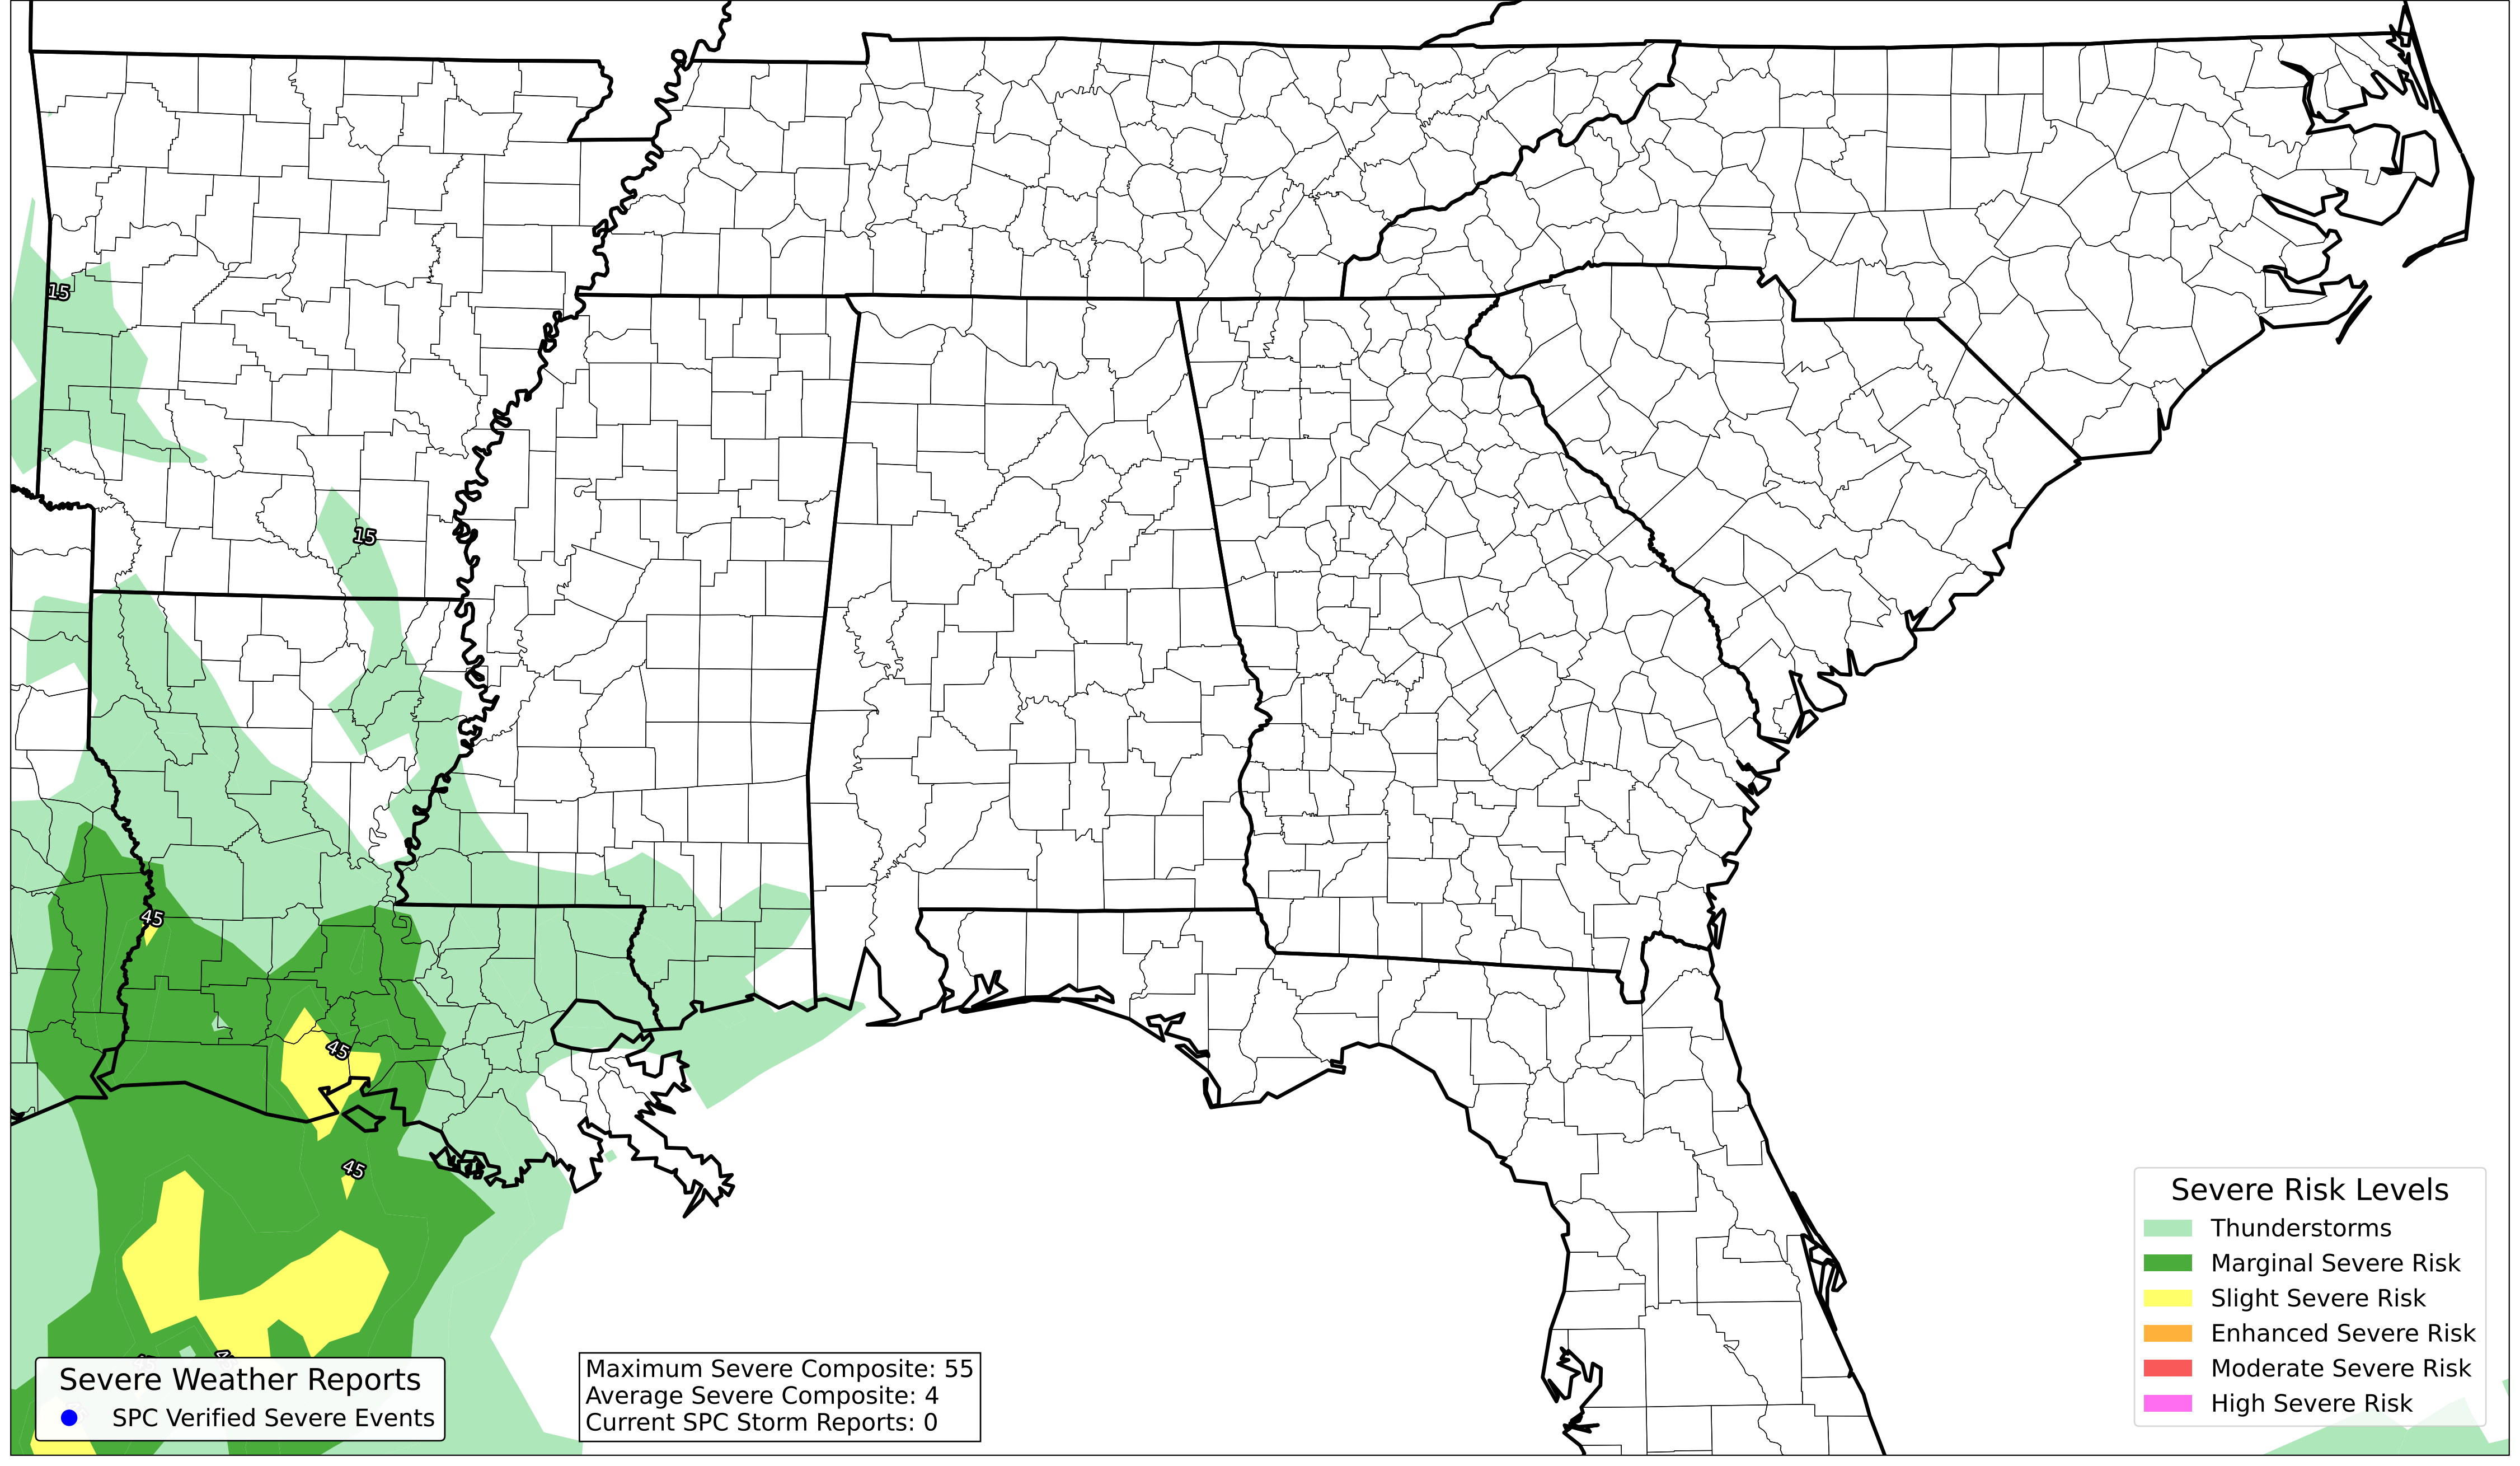 15
15
45
45
45
Severe Weather Reports
SPC Verified Severe Events
Maximum Severe Composite: 55
Average Severe Composite: 4
Current SPC Storm Reports: 0
Severe Risk Levels
Thunderstorms
Marginal Severe Risk
Slight Severe Risk
Enhanced Severe Risk
Moderate Severe Risk
High Severe Risk